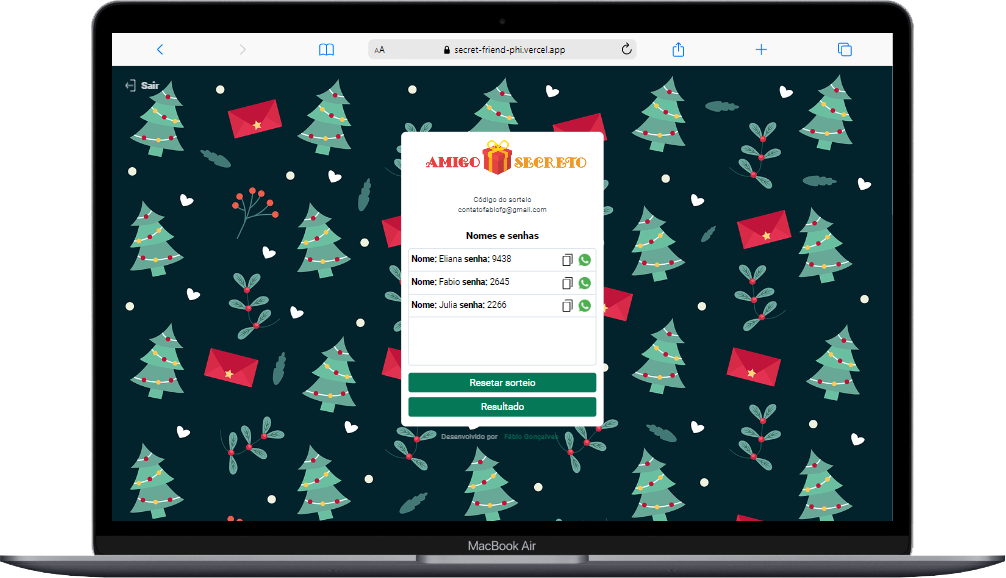 AA secret-friend-phi.vercel.app
Sair
AMIGO SECRETO
Código do sorteio
contatofabiofg@gmail.com
Nomes e senhas
Nome: Eliana senha: 9438
Nome: Fabio senha: 2645
Nome: Julia senha: 2266
Resetar sorteio
Resultado
Desenvolvido por Fábio Gonçalves
MacBook Air